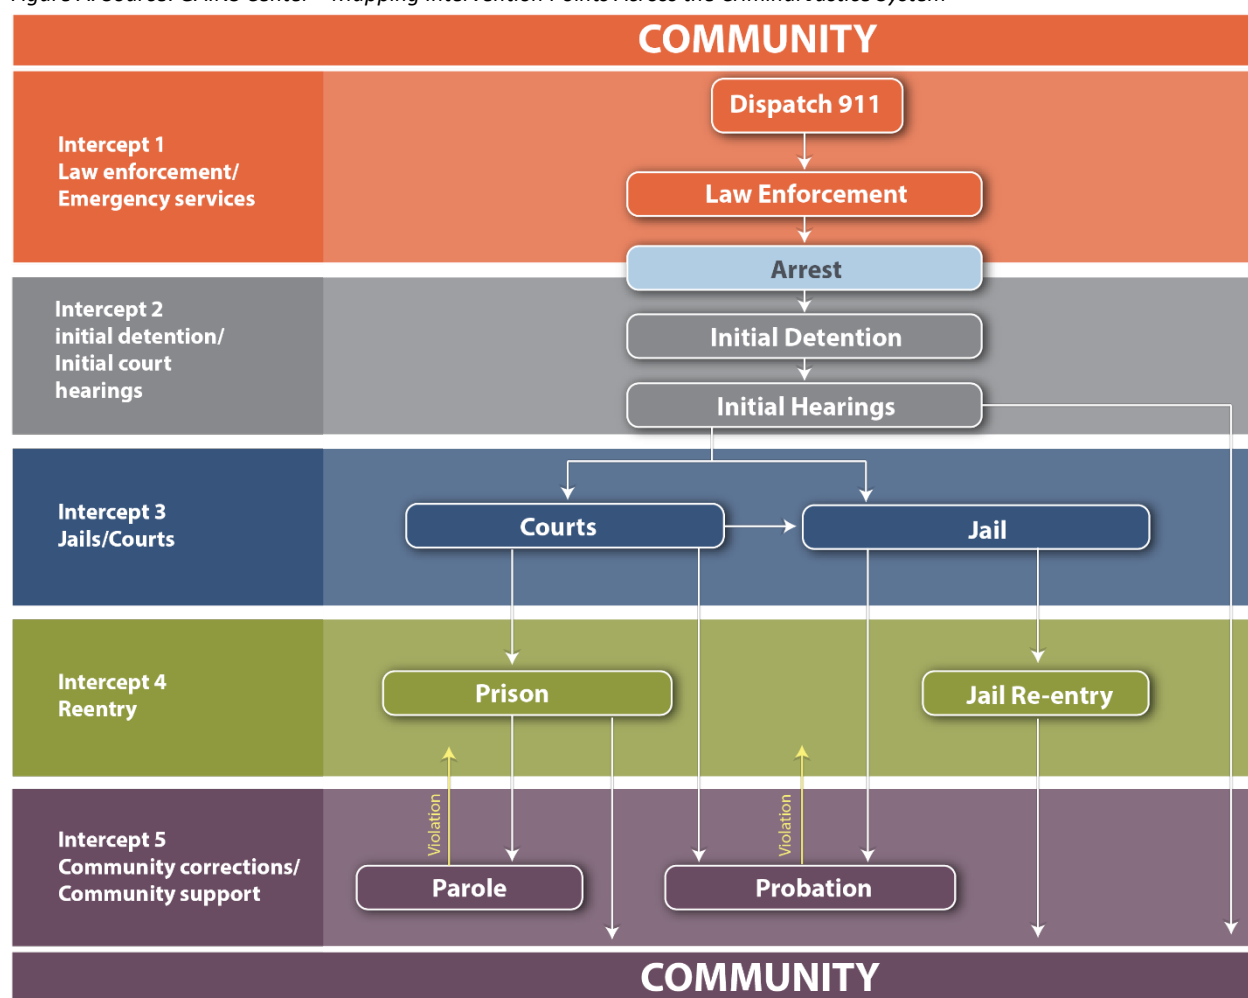 COMMUNITY
Dispatch 911
Intercept 1
Law enforcement/
Emergency services
Law Enforcement
Arrest
Intercept 2
initial detention/
Initial court
hearings
Initial Detention
Initial Hearings
Intercept 3
Jails/Courts
Courts
Jail
Intercept 4
Reentry
Prison
Jail Re-entry
Violation
Violation
Intercept 5
Community corrections/
Community support
Parole
Probation
COMMUNITY